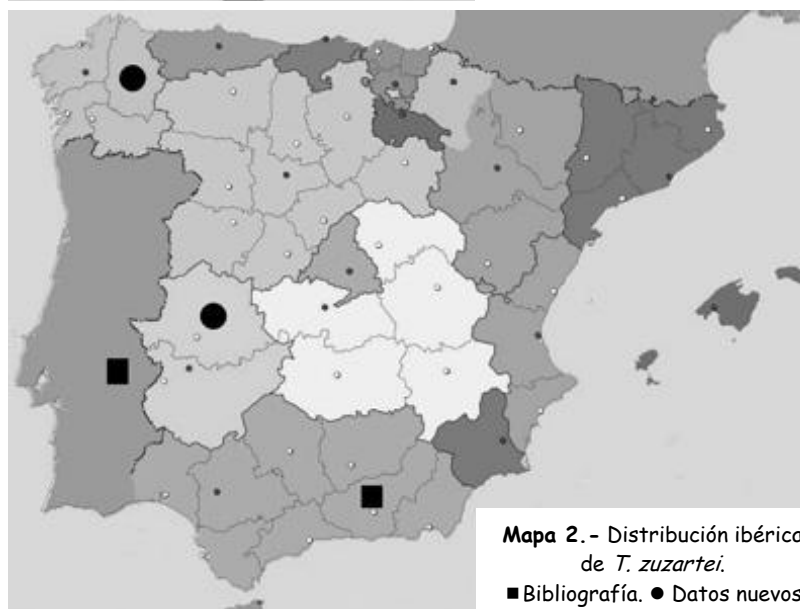 Mapa 2.- Distribución ibérica
de T. zuzartei.
■ Bibliografía. ● Datos nuevos